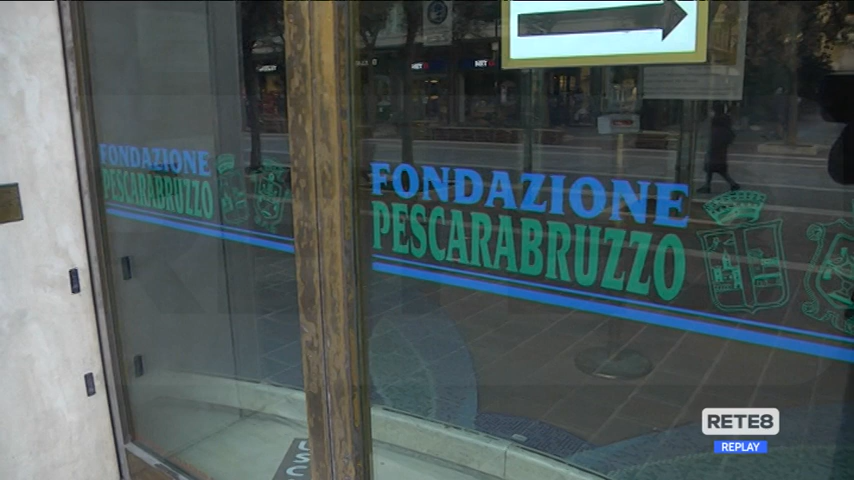 FONDAZIONE
PESCARABRUZZO
FONDAZIONE
PESCARABRUZZO
RETE8
REPLAY